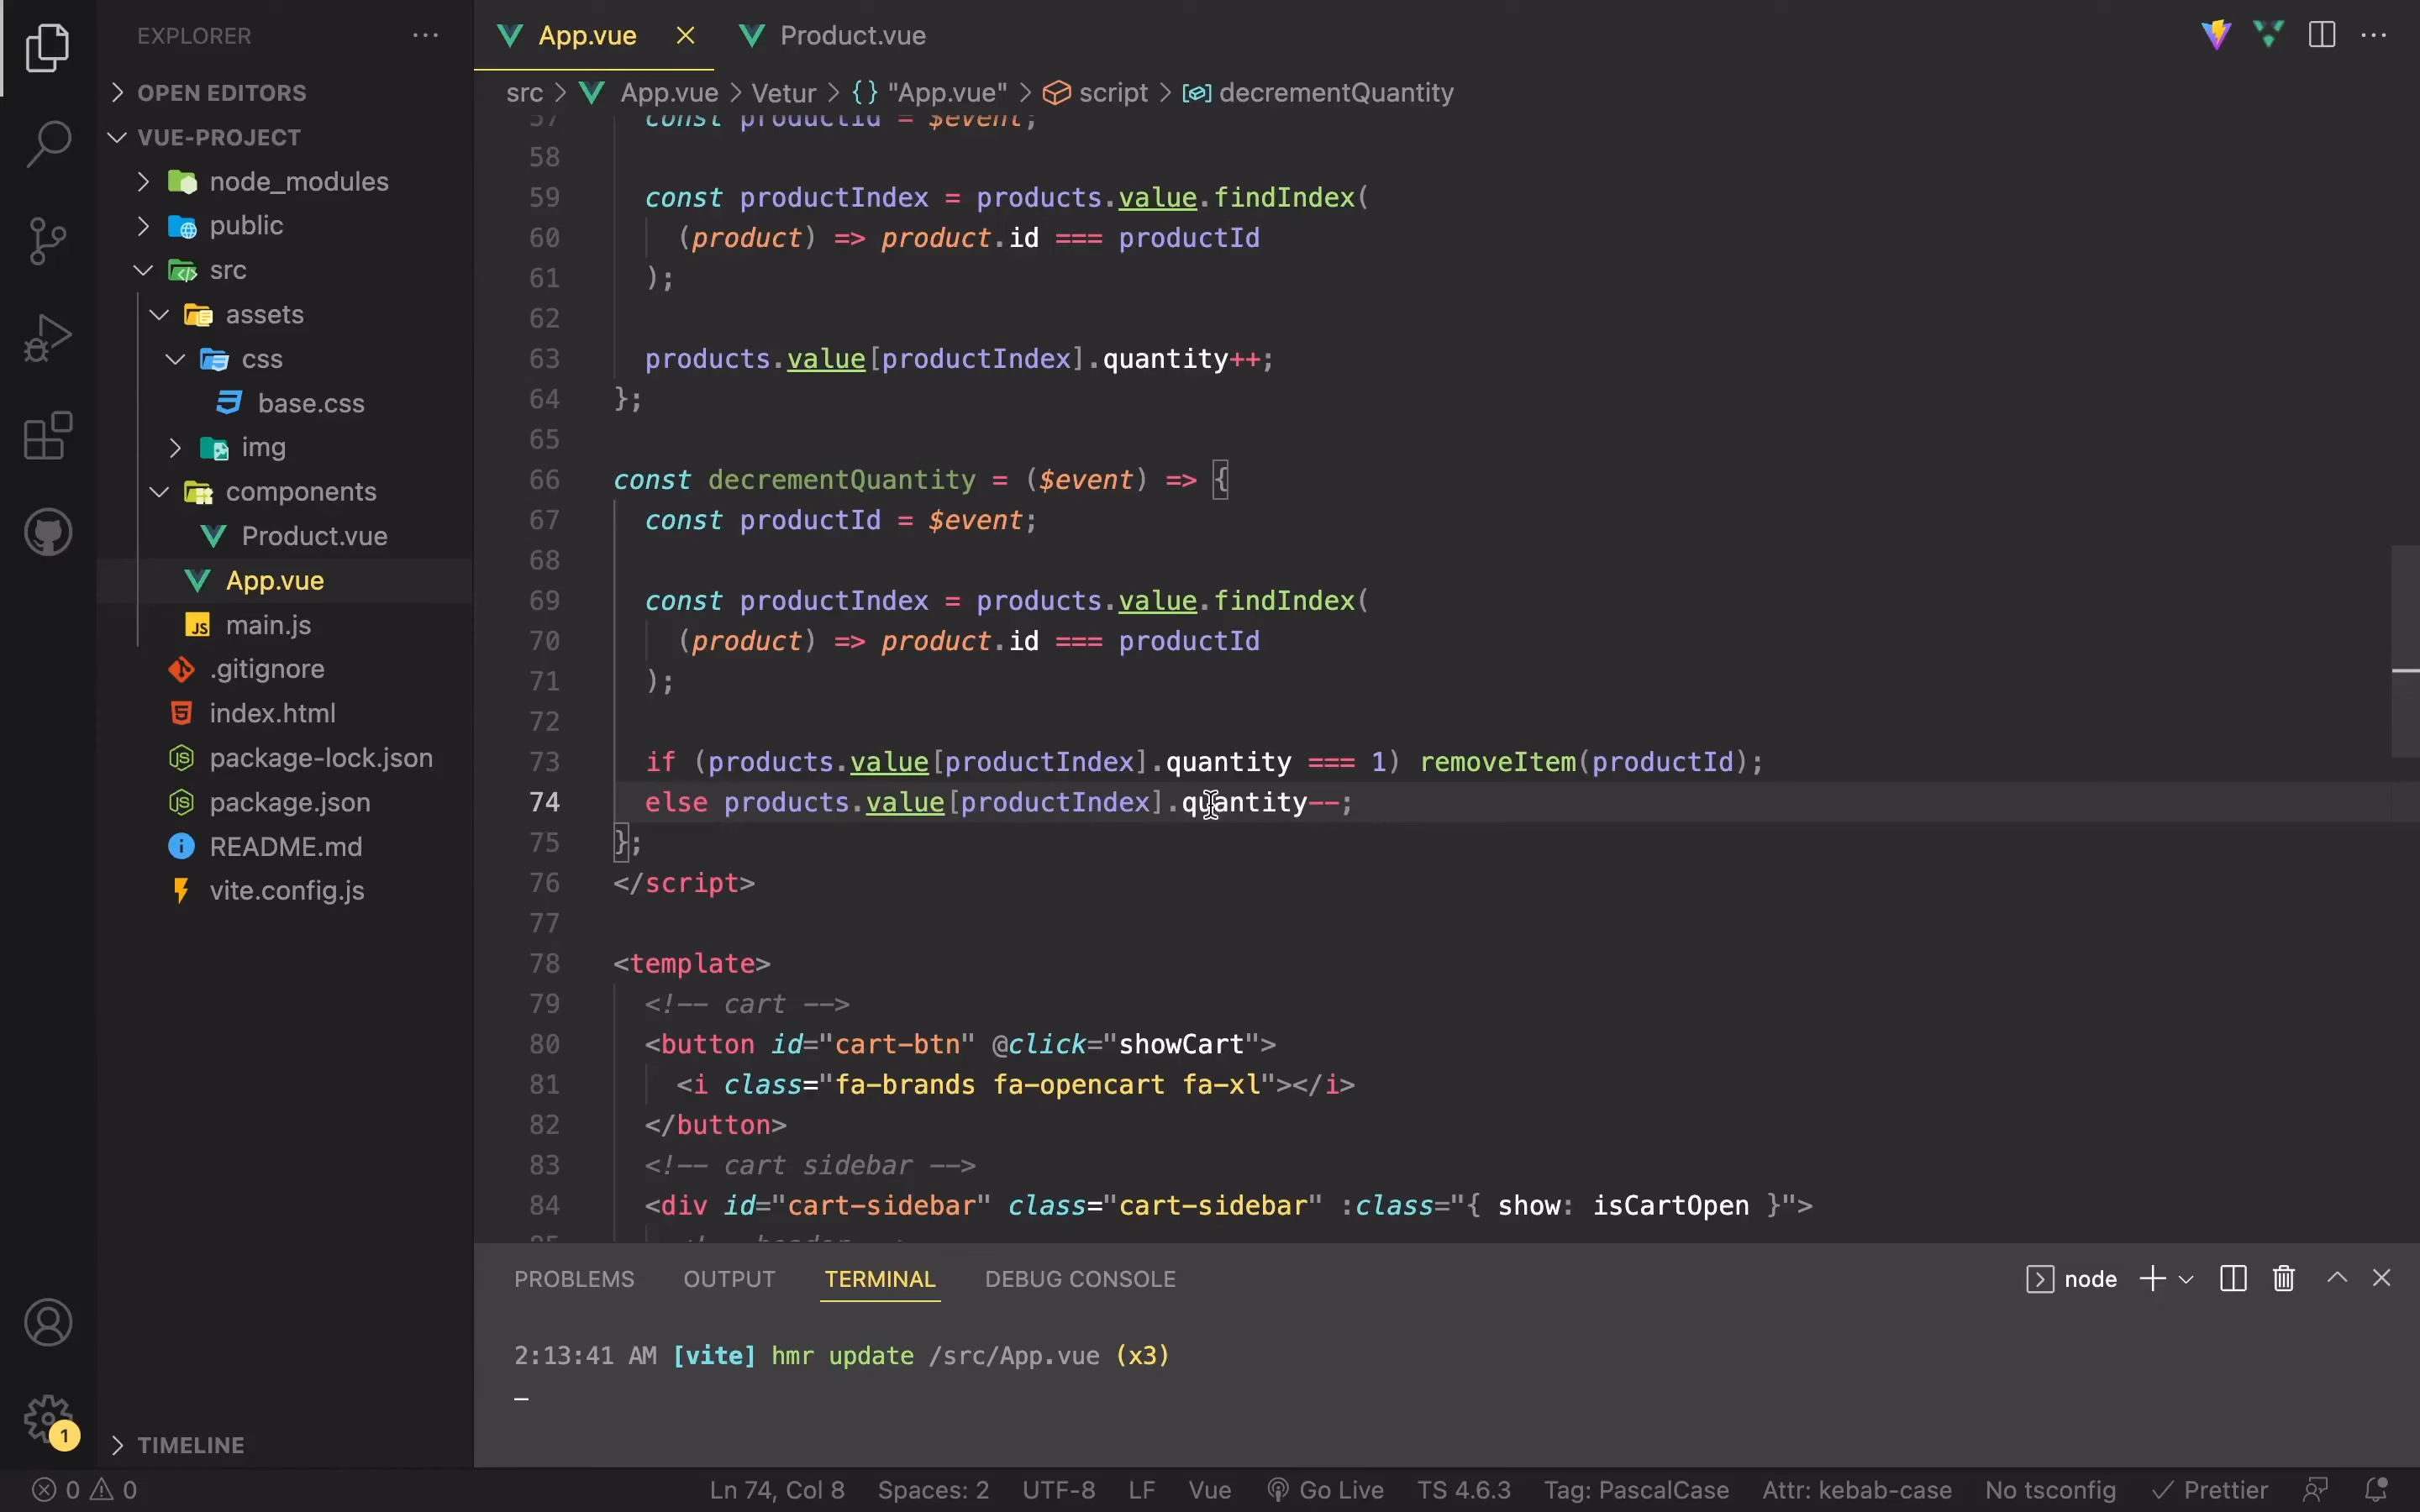 EXPLORER
OPEN EDITORS
VUE-PROJECT
node_modules
public
src
assets
css
base.css
img
components
Product.vue
App.vue
main.js
.gitignore
index.html
package-lock.json
package.json
README.md
vite.config.js
TIMELINE
App.vue
Product.vue
src > App.vue > Vetur > {} "App.vue" > script > decrementQuantity
57 const productId = $event;
58
59 const productIndex = products.value.findIndex(
60 (product) => product.id === productId
61 );
62
63 products.value[productIndex].quantity++;
64 };
65
66 const decrementQuantity = ($event) => {
67 const productId = $event;
68
69 const productIndex = products.value.findIndex(
70 (product) => product.id === productId
71 );
72
73 if (products.value[productIndex].quantity === 1) removeItem(productId);
74 else products.value[productIndex].quantity--;
75 };
76 </script>
77
78 <template>
79 <!-- cart -->
80 <button id="cart-btn" @click="showCart">
81 <i class="fa-brands fa-opencart fa-xl"></i>
82 </button>
83 <!-- cart sidebar -->
84 <div id="cart-sidebar" class="cart-sidebar" :class="{ show: isCartOpen }">
PROBLEMS OUTPUT TERMINAL DEBUG CONSOLE
node
2:13:41 AM [vite] hmr update /src/App.vue (x3)
1
0 0 Ln 74, Col 8 Spaces: 2 UTF-8 LF Vue Go Live TS 4.6.3 Tag: PascalCase Attr: kebab-case No tsconfig Prettier